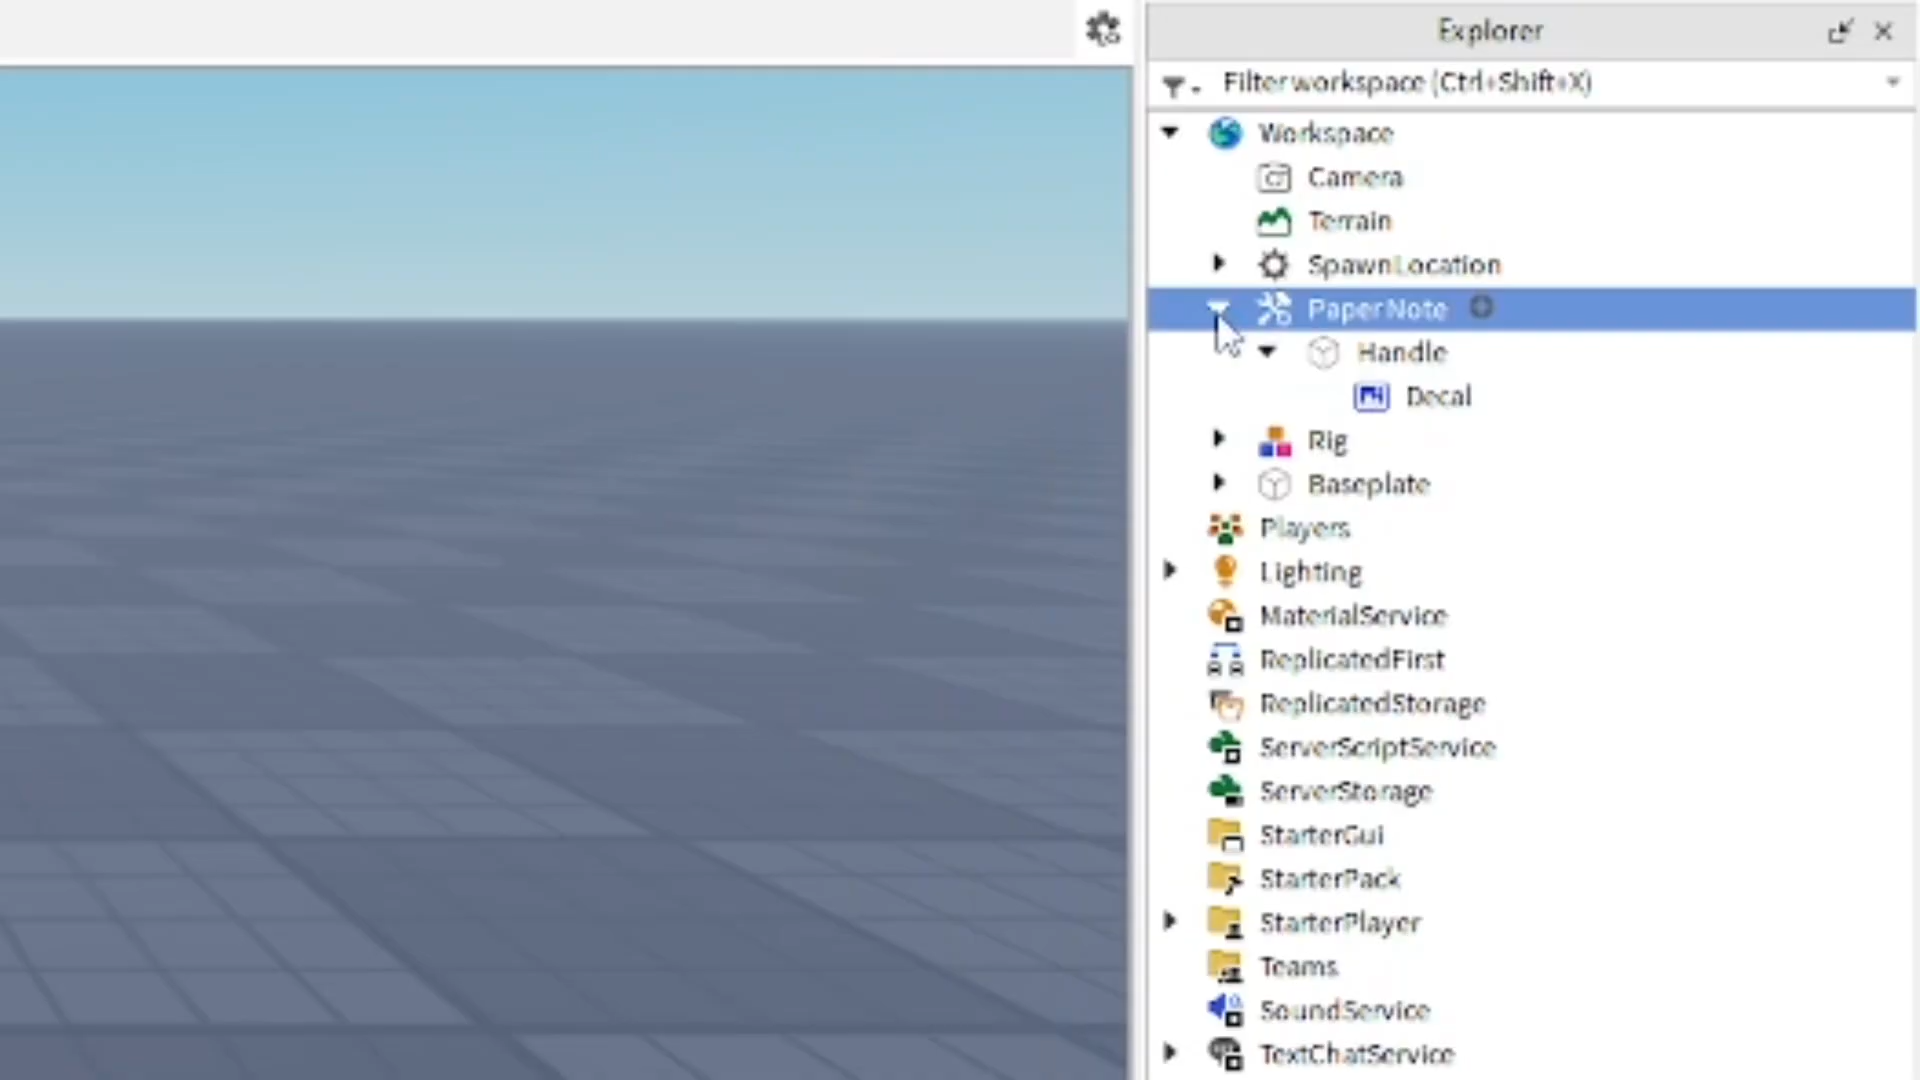 Explorer
Filter workspace (Ctrl+Shift+X)
Workspace
Camera
Terrain
SpawnLocation
PaperNote
Handle
Decal
Rig
Baseplate
Players
Lighting
MaterialService
ReplicatedFirst
ReplicatedStorage
ServerScriptService
ServerStorage
StarterGui
StarterPack
StarterPlayer
Teams
SoundService
TextChatService